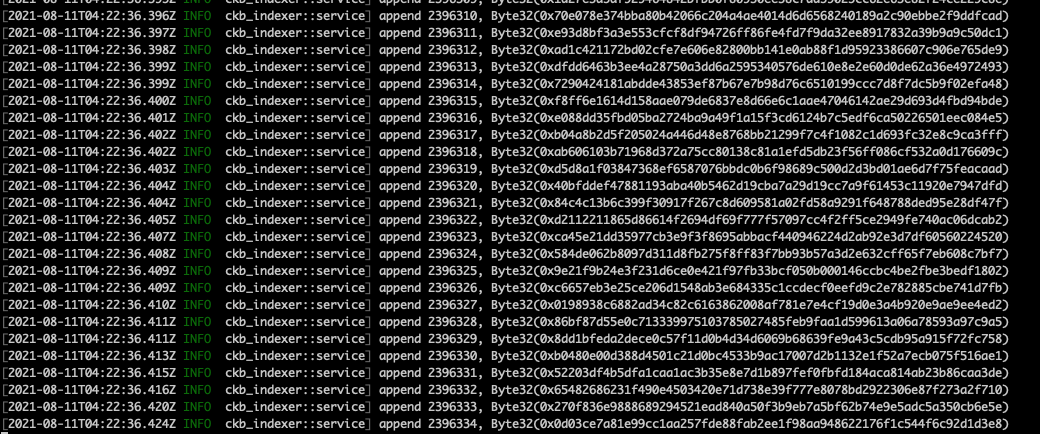 [2021-08-11T04:22:36.396Z INFO  ckb_indexer::service] append 2396310, Byte32(0x70e078e374bba80b42066c204a4ae4014d6d6568240189a2c90ebbe2f9ddfcad)
[2021-08-11T04:22:36.397Z INFO  ckb_indexer::service] append 2396311, Byte32(0xe93d8bf3a3e553cfcf8df94726ff86fe4fd7f9da32ee8917832a39b9a9c50dc1)
[2021-08-11T04:22:36.398Z INFO  ckb_indexer::service] append 2396312, Byte32(0xad1c421172bd02cfe7e606e82800bb141e0ab88f1d95923386607c906e765de9)
[2021-08-11T04:22:36.399Z INFO  ckb_indexer::service] append 2396313, Byte32(0xdfdd6463b3ee4a28750a3dd6a2595340576de610e8e2e60d0de62a36e4972493)
[2021-08-11T04:22:36.399Z INFO  ckb_indexer::service] append 2396314, Byte32(0x7290424181abdde43853ef87b67e7b98d76c6510199ccc7d8f7dc5b9f02efa48)
[2021-08-11T04:22:36.400Z INFO  ckb_indexer::service] append 2396315, Byte32(0xf8ff6e1614d158aae079de6837e8d66e6c1aae47046142ae29d693d4fbd94bde)
[2021-08-11T04:22:36.401Z INFO  ckb_indexer::service] append 2396316, Byte32(0xe088dd35fbd05ba2724ba9a49f1a15f3cd6124b7c5edf6ca50226501eec084e5)
[2021-08-11T04:22:36.402Z INFO  ckb_indexer::service] append 2396317, Byte32(0xb04a8b2d5f205024a446d48e8768bb21299f7c4f1082c1d693fc32e8c9ca3fff)
[2021-08-11T04:22:36.402Z INFO  ckb_indexer::service] append 2396318, Byte32(0xab606103b71968d372a75cc80138c81a1efd5db23f56ff086cf532a0d176609c)
[2021-08-11T04:22:36.403Z INFO  ckb_indexer::service] append 2396319, Byte32(0xd5d8a1f03847368ef6587076bbdc0b6f98689c500d2d3bd01ae6d7f75feacaad)
[2021-08-11T04:22:36.404Z INFO  ckb_indexer::service] append 2396320, Byte32(0x40bfddef47881193aba40b5462d19cba7a29d19cc7a9f61453c11920e7947dfd)
[2021-08-11T04:22:36.404Z INFO  ckb_indexer::service] append 2396321, Byte32(0x84c4c13b6c399f30917f267c8d609581a02fd58a9291f648788ded95e28df47f)
[2021-08-11T04:22:36.405Z INFO  ckb_indexer::service] append 2396322, Byte32(0xd2112211865d86614f2694df69f777f57097cc4f2ff5ce2949fe740ac06dcab2)
[2021-08-11T04:22:36.407Z INFO  ckb_indexer::service] append 2396323, Byte32(0xca45e21dd35977cb3e9f3f8695abbacf440946224d2ab92e3d7df60560224520)
[2021-08-11T04:22:36.408Z INFO  ckb_indexer::service] append 2396324, Byte32(0x584de062b8097d311d8fb275f8ff83f7bb93b57a3d2e632cff65f7eb608c7bf7)
[2021-08-11T04:22:36.409Z INFO  ckb_indexer::service] append 2396325, Byte32(0x9e21f9b24e3f231d6ce0e421f97fb33bcf050b000146ccbc4be2fbe3bedf1802)
[2021-08-11T04:22:36.409Z INFO  ckb_indexer::service] append 2396326, Byte32(0xc6657eb3e25ce206d1548ab3e684335c1ccdecf0eefd9c2e782885cbe741d7fb)
[2021-08-11T04:22:36.410Z INFO  ckb_indexer::service] append 2396327, Byte32(0x0198938c6882ad34c82c6163862008af781e7e4cf19d0e3a4b920e9ae9ee4ed2)
[2021-08-11T04:22:36.411Z INFO  ckb_indexer::service] append 2396328, Byte32(0x86bf87d55e0c71333997510378502748​5feb9faa1d599613a06a78593a97c9a5)
[2021-08-11T04:22:36.411Z INFO  ckb_indexer::service] append 2396329, Byte32(0x8dd1bfeda2dece0c57f11d0b4d34d6069b68639fe9a43c5cdb95a915f72fc758)
[2021-08-11T04:22:36.413Z INFO  ckb_indexer::service] append 2396330, Byte32(0xb0480e00d388d4501c21d0bc4533b9ac17007d2b1132e1f52a7ecb075f516ae1)
[2021-08-11T04:22:36.415Z INFO  ckb_indexer::service] append 2396331, Byte32(0x52203df4b5dfa1caa1ac3b35e8e7d1b897fef0fbfd184aca814ab23b86caa3de)
[2021-08-11T04:22:36.416Z INFO  ckb_indexer::service] append 2396332, Byte32(0x65482686231f490e4503420e71d738e39f777e8078bd2922306e87f273a2f710)
[2021-08-11T04:22:36.420Z INFO  ckb_indexer::service] append 2396333, Byte32(0x270f836e9888689294521ead840a50f3b9eb7a5bf62b74e9e5adc5a350cb6e5e)
[2021-08-11T04:22:36.424Z INFO  ckb_indexer::service] append 2396334, Byte32(0x0d03ce7a81e99cc1aa257fde88fab2ee1f98aa948622176f1c544f6c92d1d3e8)